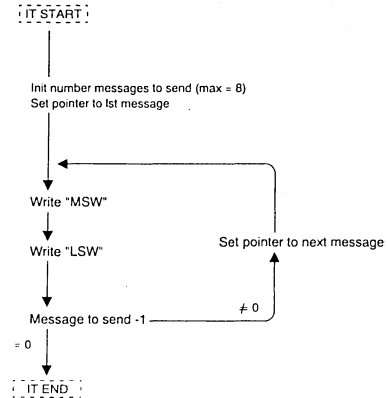 IT START
Init number messages to send (max = 8)
Set pointer to Ist message
Write "MSW"
Write "LSW"
Set pointer to next message
Message to send -1
≠ 0
= 0
IT END